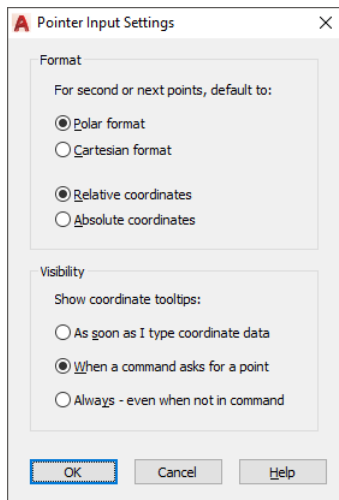 Pointer Input Settings
Format
For second or next points, default to:
Polar format
Cartesian format
Relative coordinates
Absolute coordinates
Visibility
Show coordinate tooltips:
As soon as I type coordinate data
When a command asks for a point
Always - even when not in command
OK Cancel Help